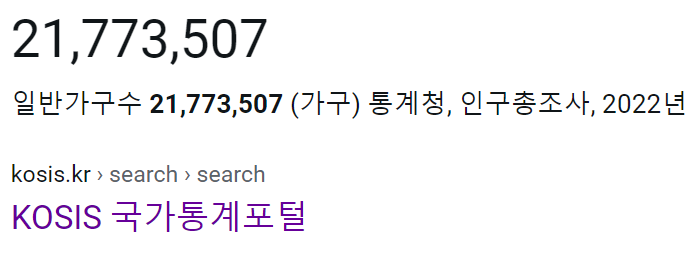 21,773,507
일반가구수 21,773,507 (가구) 통계청, 인구총조사, 2022년
kosis.kr › search › search
KOSIS 국가통계포털